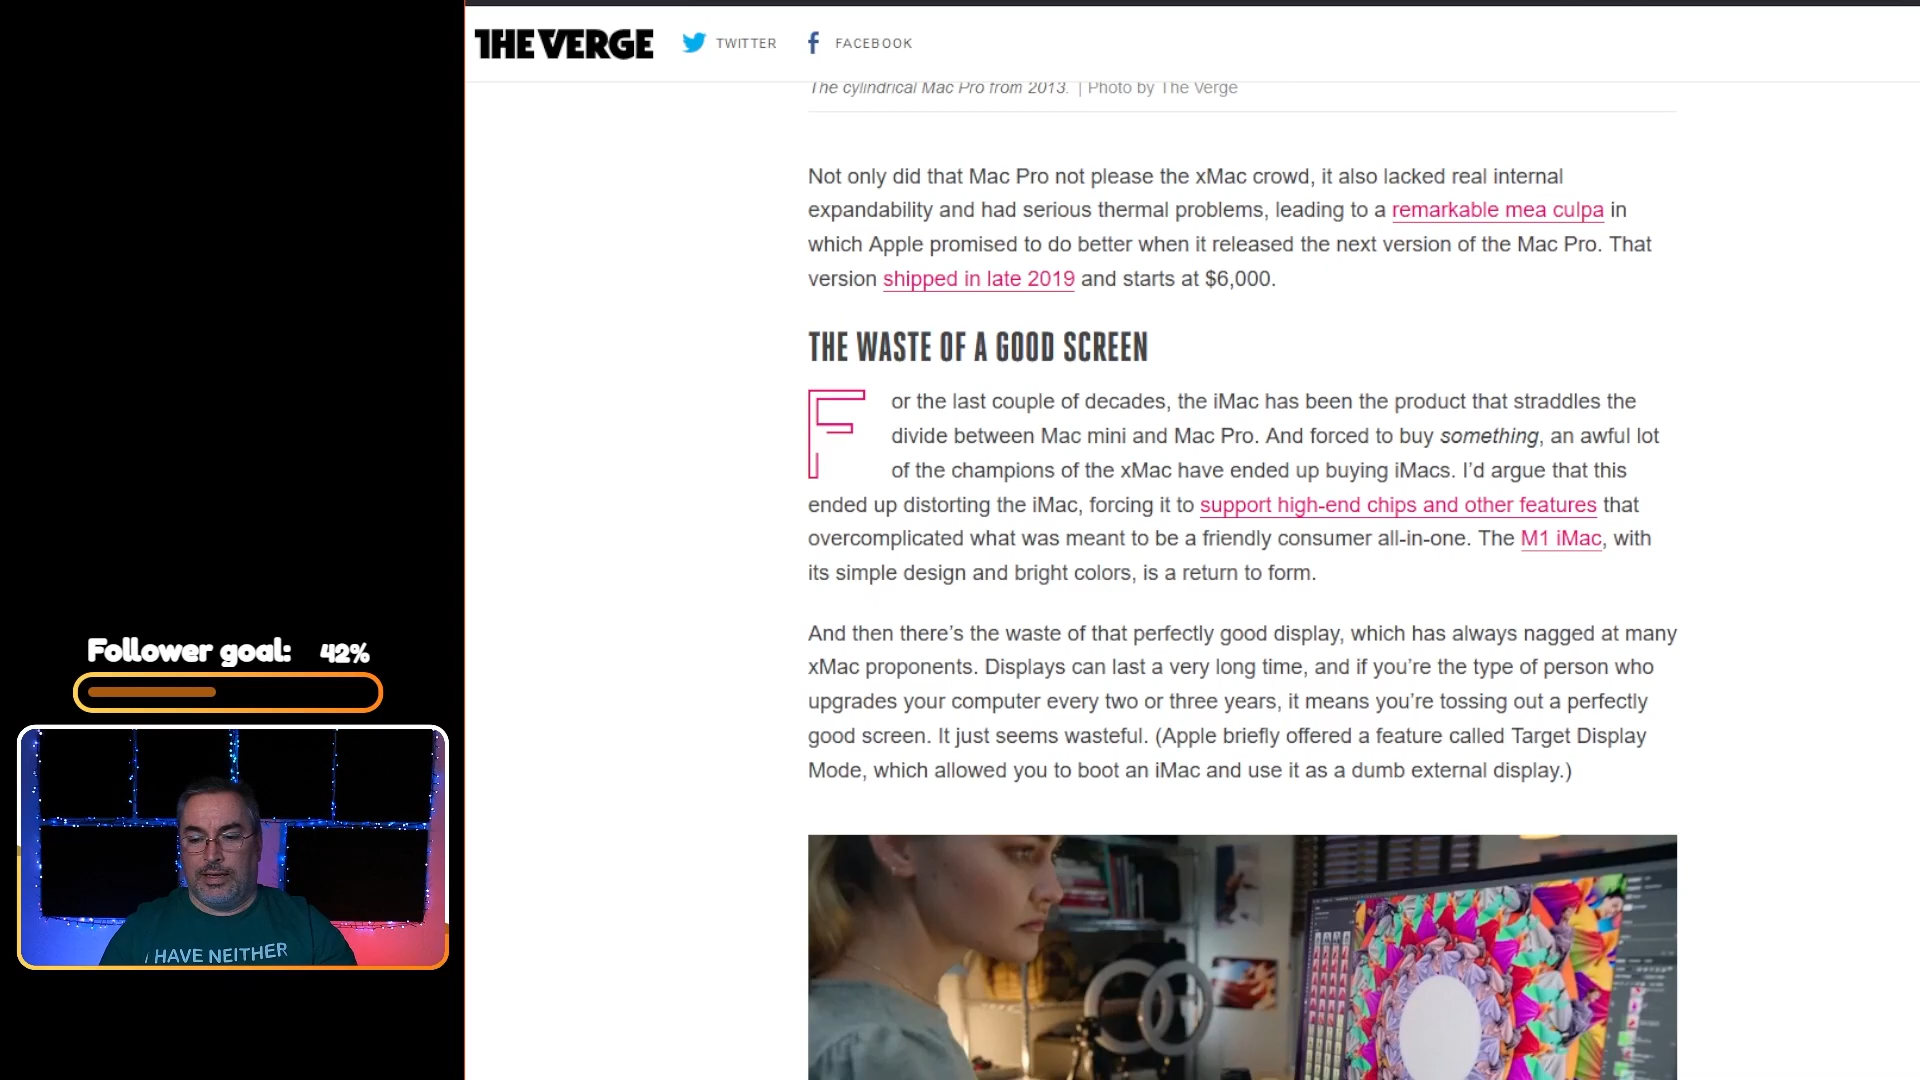 THE VERGE
TWITTER
FACEBOOK
The cylindrical Mac Pro from 2013. | Photo by The Verge
Not only did that Mac Pro not please the xMac crowd, it also lacked real internal
expandability and had serious thermal problems, leading to a remarkable mea culpa in
which Apple promised to do better when it released the next version of the Mac Pro. That
version shipped in late 2019 and starts at $6,000.
THE WASTE OF A GOOD SCREEN
For the last couple of decades, the iMac has been the product that straddles the
divide between Mac mini and Mac Pro. And forced to buy something, an awful lot
of the champions of the xMac have ended up buying iMacs. I’d argue that this
ended up distorting the iMac, forcing it to support high-end chips and other features that
overcomplicated what was meant to be a friendly consumer all-in-one. The M1 iMac, with
its simple design and bright colors, is a return to form.
And then there’s the waste of that perfectly good display, which has always nagged at many
xMac proponents. Displays can last a very long time, and if you’re the type of person who
upgrades your computer every two or three years, it means you’re tossing out a perfectly
good screen. It just seems wasteful. (Apple briefly offered a feature called Target Display
Mode, which allowed you to boot an iMac and use it as a dumb external display.)
Follower goal: 42%
I HAVE NEITHER